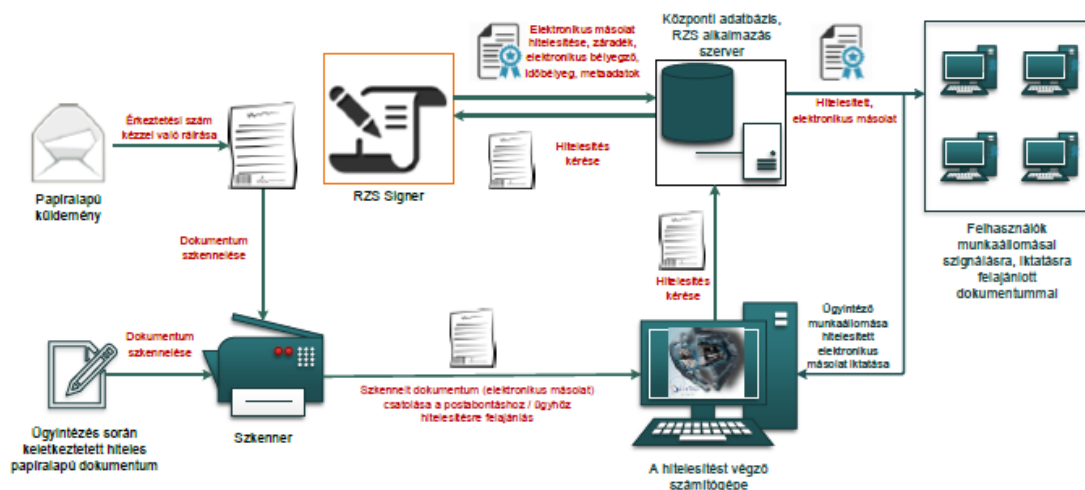 Elektronikus másolat
hitelesítése, záradék,
elektronikus bélyegző,
időbélyeg, metaadatok
Központi adatbázis,
RZS alkalmazás
szerver
Érkeztetési szám
kézzel való ráírása
Hitelesített,
elektronikus másolat
Hitelesítés
kérése
Papíralapú
küldemény
RZS Signer
Dokumentum
szkennelése
Felhasználók
munkaállomásai
szignálásra, iktatásra
felajánlott
dokumentummal
Hitelesítés
kérése
Ügyintéző
munkaállomása
hitelesített
elektronikus
másolat iktatása
Dokumentum
szkennelése
Szkennelt dokumentum (elektronikus másolat)
csatolása a postabontáshoz / ügyhöz
hitelesítésre felajánlás
Szkenner
Ügyintézés során
keletkeztetett hiteles
papíralapú dokumentum
A hitelesítést végző
számítógépe